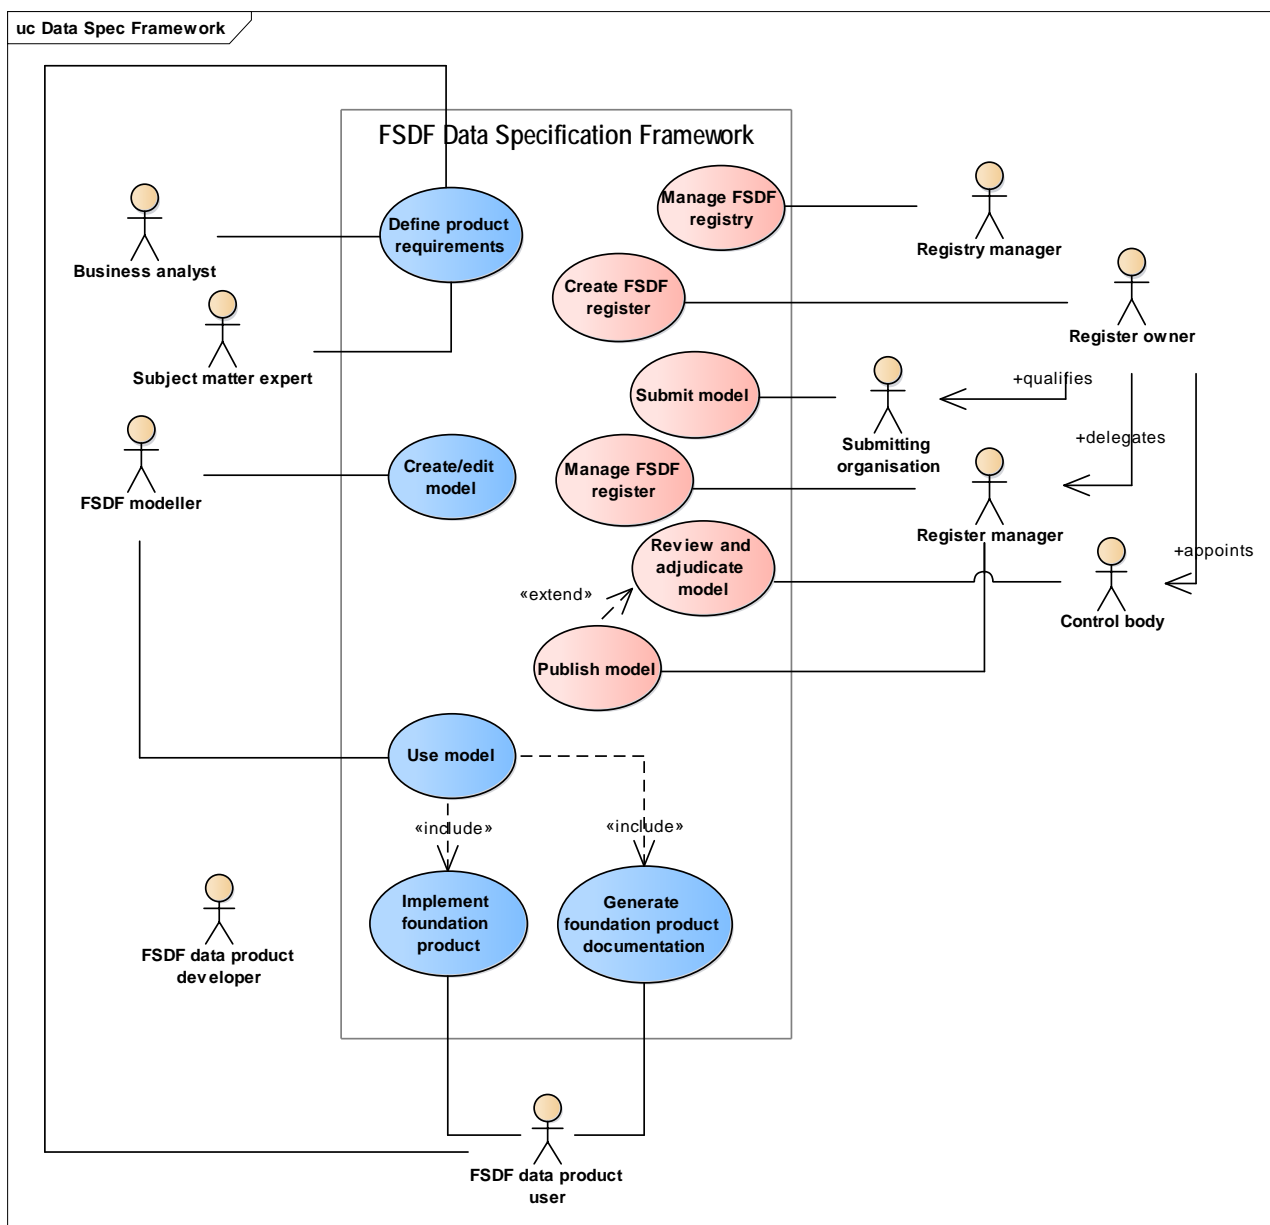 uc Data Spec Framework
FSDF Data Specification Framework
Define product
requirements
Manage FSDF
registry
Business analyst
Registry manager
Create FSDF
register
Register owner
Subject matter expert
Submit model
+qualifies
Submitting
organisation
+delegates
FSDF modeller
Create/edit
model
Manage FSDF
register
Register manager
Review and
adjudicate
model
+appoints
Control body
«extend»
Publish model
Use model
«include»
«include»
Implement
foundation
product
Generate
foundation product
documentation
FSDF data product
developer
FSDF data product
user